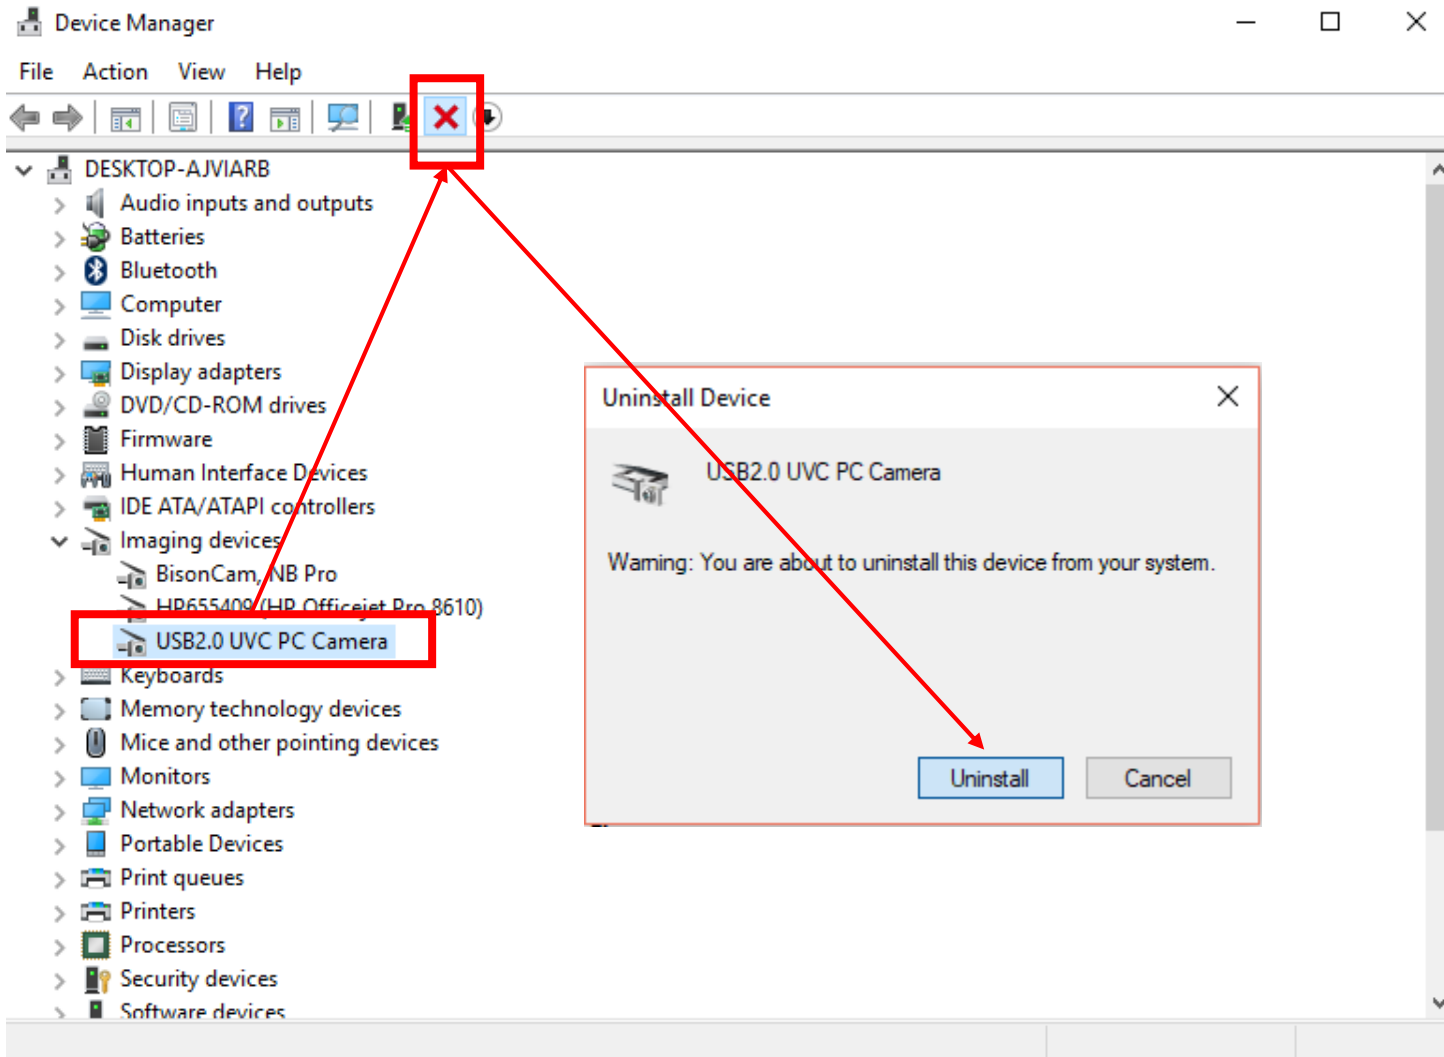 Device Manager
File Action View Help
DESKTOP-AJVIARB
Audio inputs and outputs
Batteries
Bluetooth
Computer
Disk drives
Display adapters
DVD/CD-ROM drives
Firmware
Human Interface Devices
IDE ATA/ATAPI controllers
Imaging devices
BisonCam, NB Pro
HP655409 (HP Officejet Pro 8610)
USB2.0 UVC PC Camera
Keyboards
Memory technology devices
Mice and other pointing devices
Monitors
Network adapters
Portable Devices
Print queues
Printers
Processors
Security devices
Software devices
Uninstall Device
USB2.0 UVC PC Camera
Warning: You are about to uninstall this device from your system.
Uninstall Cancel